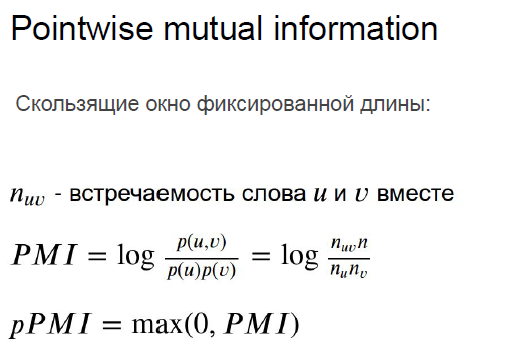 Pointwise mutual information
Скользящие окно фиксированной длины:
n_{uv} - встречаемость слова u и v вместе
PMI = log \frac{p(u,v)}{p(u)p(v)} = log \frac{n_{uv}n}{n_u n_v}
pPMI = max(0, PMI)